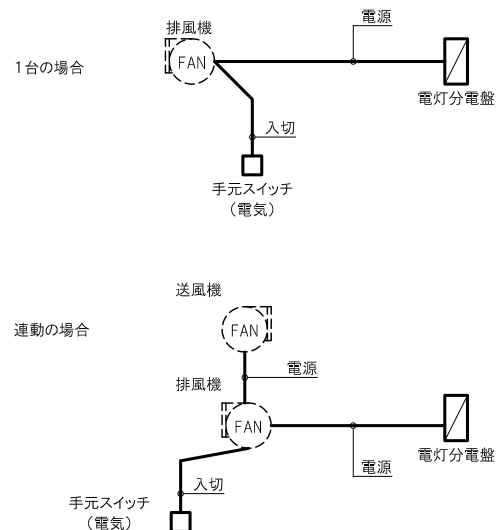 電源
排風機
FAN
1台の場合
電灯分電盤
入切
手元スイッチ
（電気）
送風機
連動の場合
FAN
電源
排風機
FAN
電灯分電盤
電源
入切
手元スイッチ
（電気）